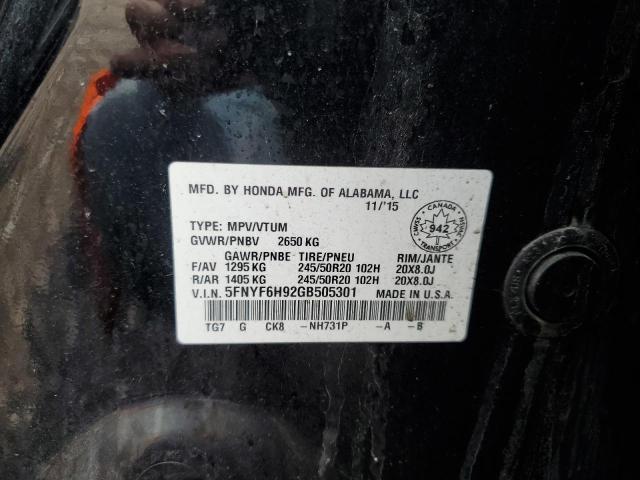 MFD. BY HONDA MFG. OF ALABAMA, LLC
11/'15
TYPE: MPV/VTUM
GVWR/PNBV 2650 KG
GAWR/PNBE TIRE/PNEU RIM/JANTE
F/AV 1295 KG 245/50R20 102H 20X8.0J
R/AR 1405 KG 245/50R20 102H 20X8.0J
V.I.N. 5FNYF6H92GB505301 MADE IN U.S.A.
TG7 G CK8 -NH731P -A -B
CANADA
942
TRANSPORT